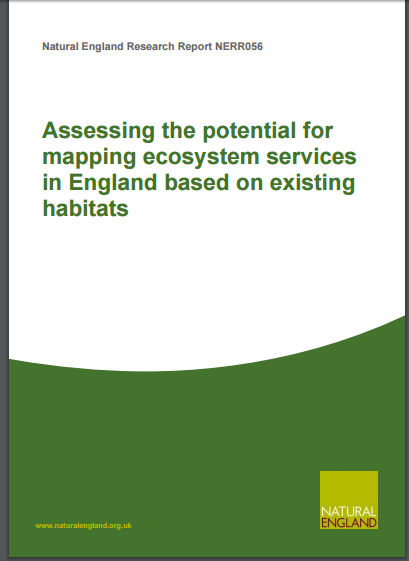 Natural England Research Report NERR056
Assessing the potential for
mapping ecosystem services
in England based on existing
habitats
www.naturalengland.org.uk
NATURAL
ENGLAND